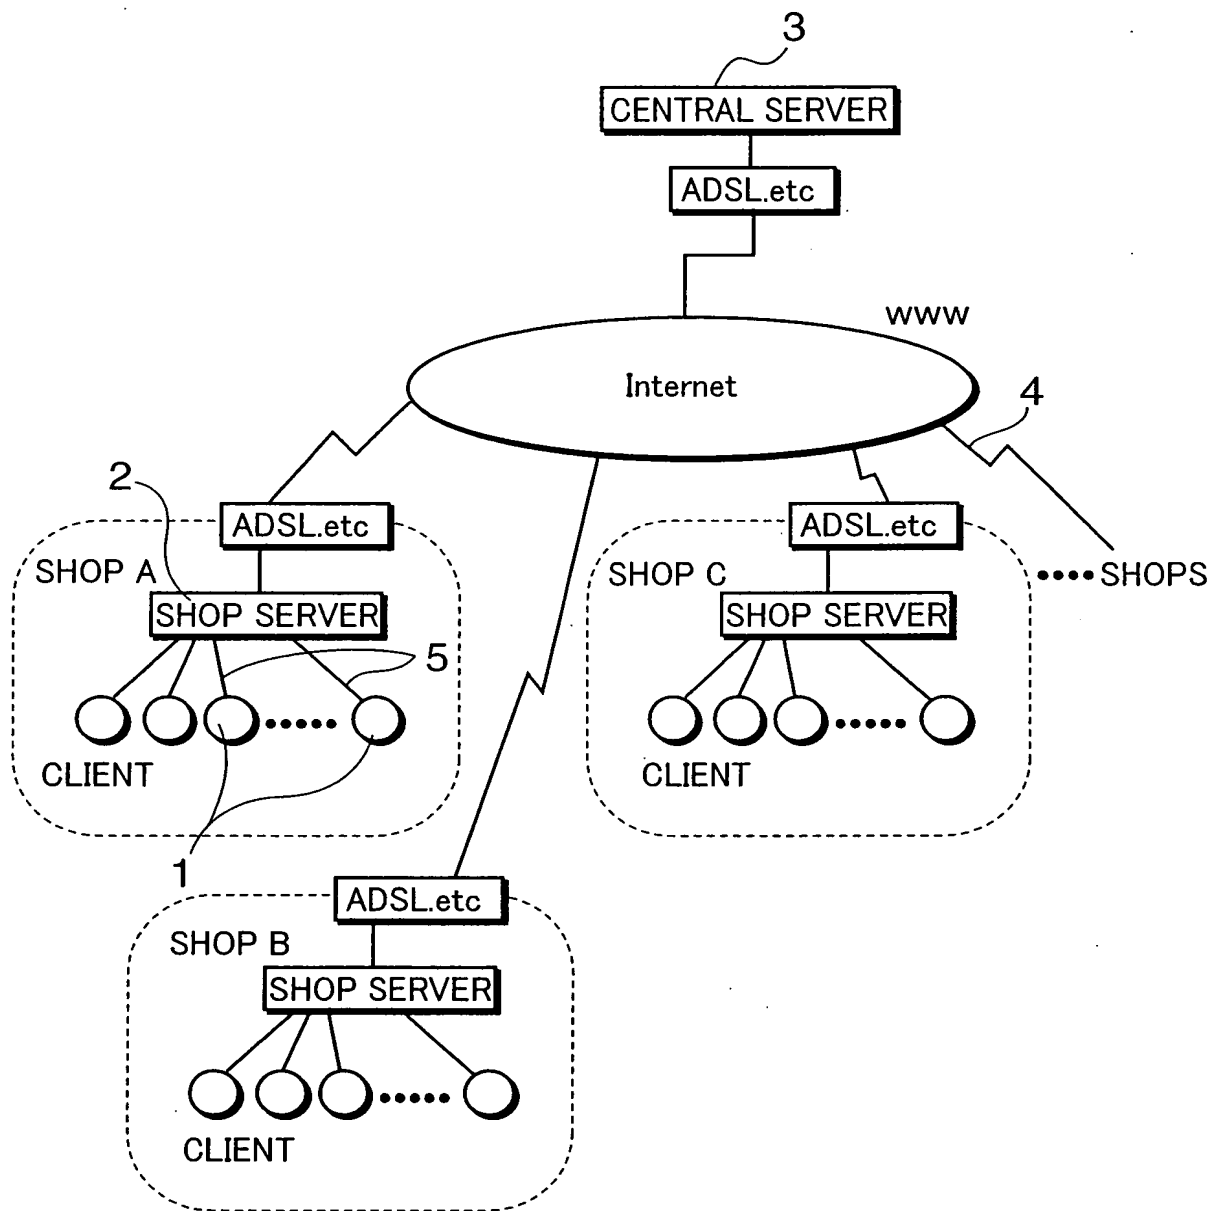 3
CENTRAL SERVER
ADSL.etc
www
Internet
4
2
ADSL.etc
ADSL.etc
SHOP A
SHOP C
•••• SHOPS
SHOP SERVER
SHOP SERVER
5
•••••
•••••
CLIENT
CLIENT
1
ADSL.etc
SHOP B
SHOP SERVER
•••••
CLIENT